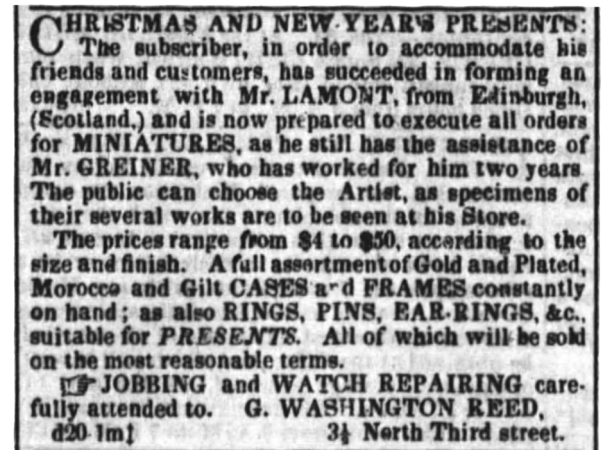 CHRISTMAS AND NEW-YEAR'S PRESENTS:
The subscriber, in order to accommodate his
friends and customers, has succeeded in forming an
engagement with Mr. LAMONT, from Edinburgh,
(Scotland,) and is now prepared to execute all orders
for MINIATURES, as he still has the assistance of
Mr. GREINER, who has worked for him two years
The public can choose the Artist, as specimens of
their several works are to be seen at his Store.
The prices range from $4 to $50, according to the
size and finish. A full assortment of Gold and Plated,
Morocco and Gilt CASES and FRAMES constantly
on hand; as also RINGS, PINS, EAR-RINGS, &c.,
suitable for PRESENTS. All of which will be sold
on the most reasonable terms.
☞ JOBBING and WATCH REPAIRING care-
fully attended to. G. WASHINGTON REED,
d20-1m‡ 3½ North Third street.